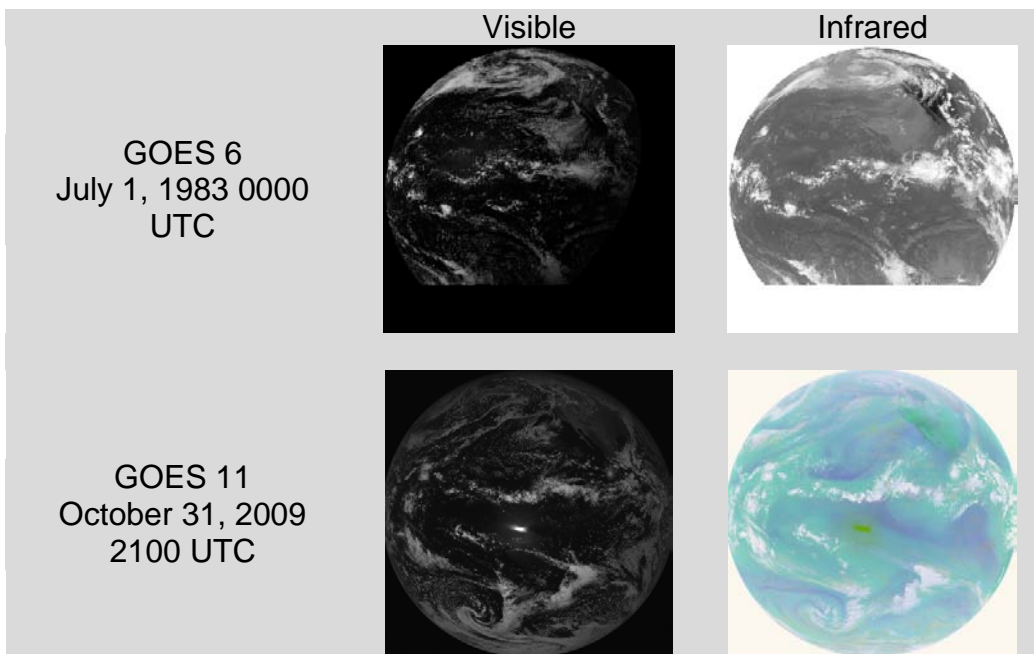 Visible
Infrared
GOES 6
July 1, 1983 0000
UTC
GOES 11
October 31, 2009
2100 UTC